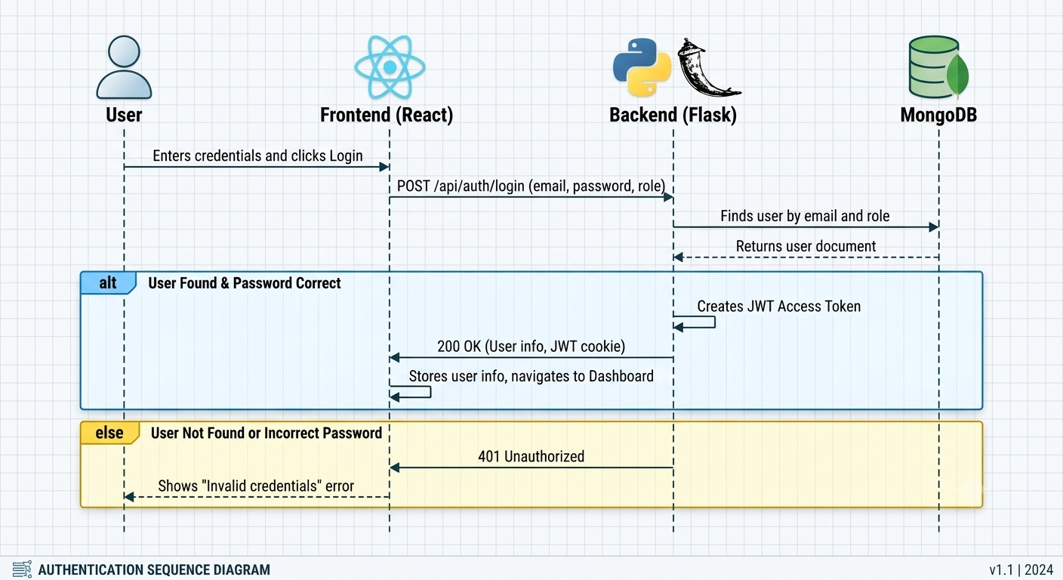 User
Frontend (React)
Backend (Flask)
MongoDB
Enters credentials and clicks Login
POST /api/auth/login (email, password, role)
Finds user by email and role
Returns user document
alt
User Found & Password Correct
Creates JWT Access Token
200 OK (User info, JWT cookie)
Stores user info, navigates to Dashboard
else
User Not Found or Incorrect Password
401 Unauthorized
Shows "Invalid credentials" error
AUTHENTICATION SEQUENCE DIAGRAM
v1.1 | 2024